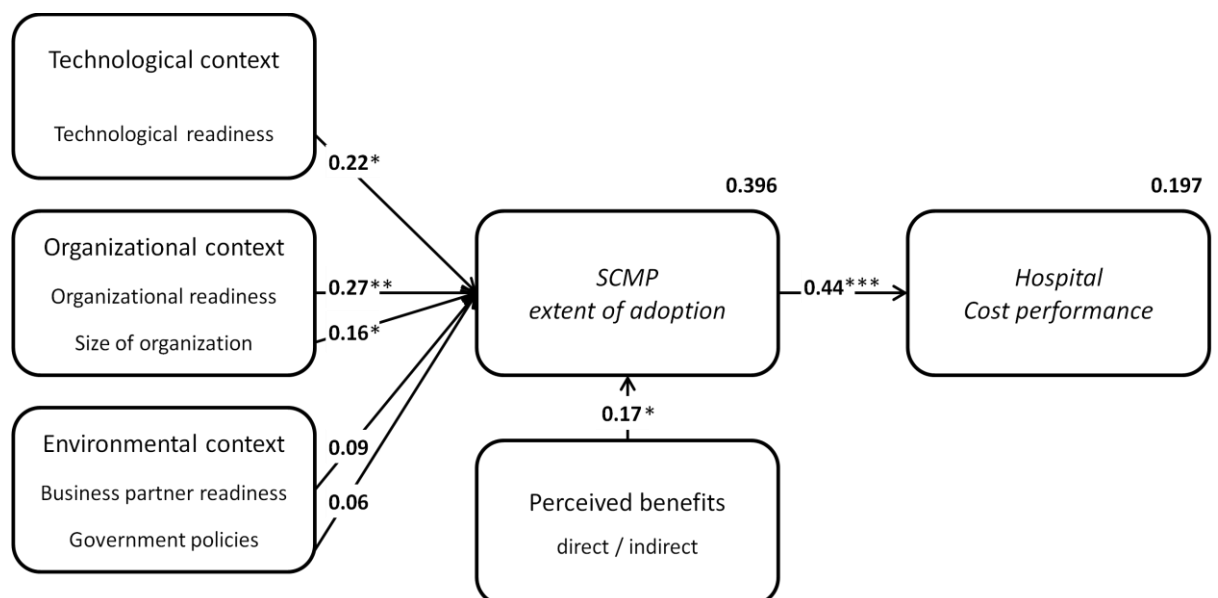 Technological context
Technological readiness
0.22*
Organizational context
Organizational readiness
Size of organization
0.27**
0.16*
Environmental context
Business partner readiness
Government policies
0.09
0.06
0.396
SCMP
extent of adoption
0.17*
Perceived benefits
direct / indirect
0.44***
0.197
Hospital
Cost performance